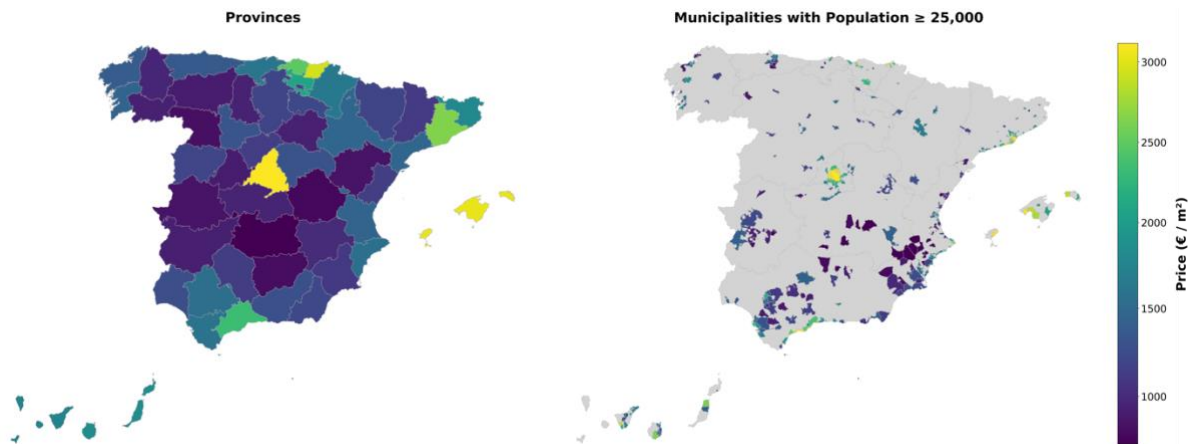 Provinces
Municipalities with Population ≥ 25,000
3000
2500
2000
1500
1000
Price (€ / m²)